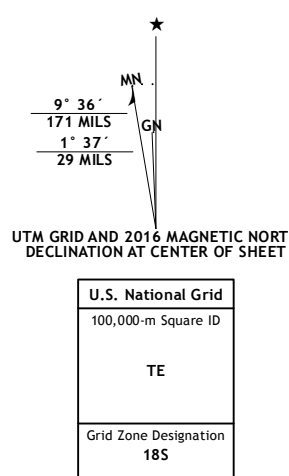 ★
MN
GN
9° 36´
171 MILS
1° 37´
29 MILS
UTM GRID AND 2016 MAGNETIC NORT
DECLINATION AT CENTER OF SHEET
U.S. National Grid
100,000-m Square ID
TE
Grid Zone Designation
18S